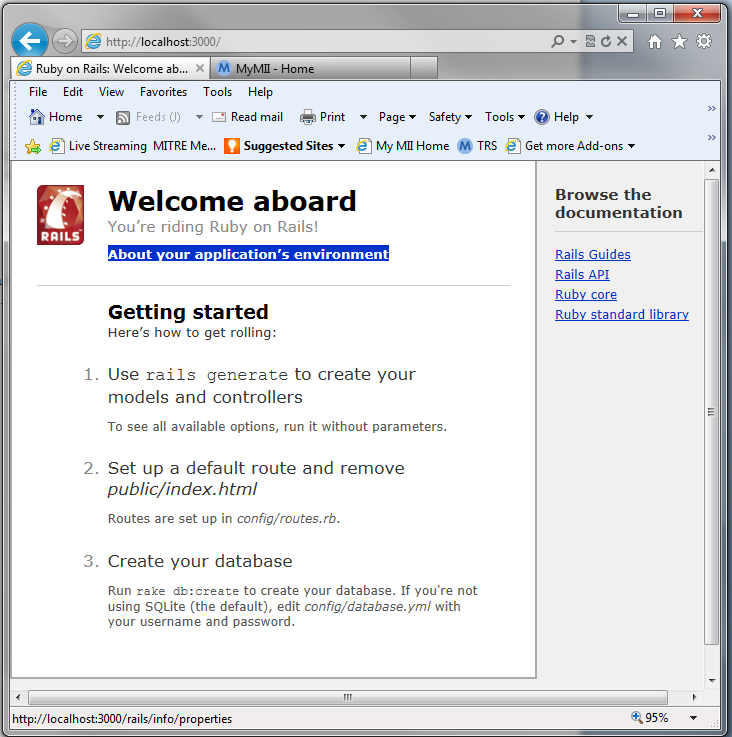 http://localhost:3000/
Ruby on Rails: Welcome ab...
MyMII - Home
File Edit View Favorites Tools Help
Home Feeds (J) Read mail Print Page Safety Tools Help
Live Streaming MITRE Me... Suggested Sites My MII Home TRS Get more Add-ons
RAILS
Welcome aboard
You’re riding Ruby on Rails!
About your application’s environment
Getting started
Here’s how to get rolling:
1. Use rails generate to create your
models and controllers
To see all available options, run it without parameters.
2. Set up a default route and remove
public/index.html
Routes are set up in config/routes.rb.
3. Create your database
Run rake db:create to create your database. If you're not
using SQLite (the default), edit config/database.yml with
your username and password.
Browse the
documentation
Rails Guides
Rails API
Ruby core
Ruby standard library
http://localhost:3000/rails/info/properties
95%